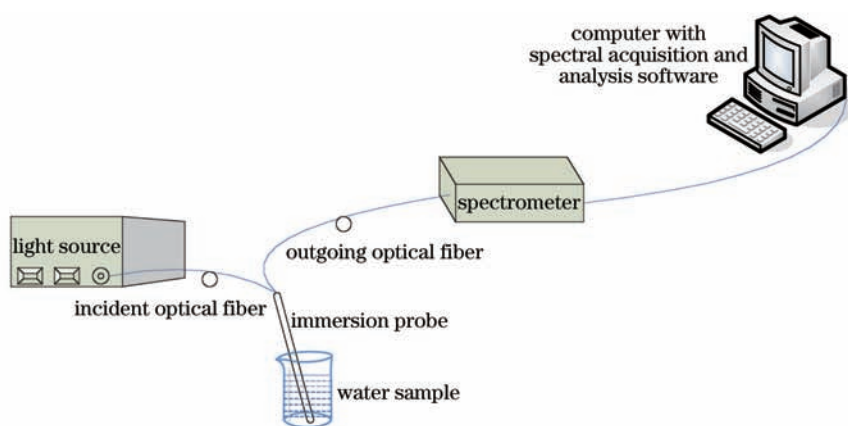 computer with
spectral acquisition and
analysis software
spectrometer
light source
outgoing optical fiber
incident optical fiber
immersion probe
water sample